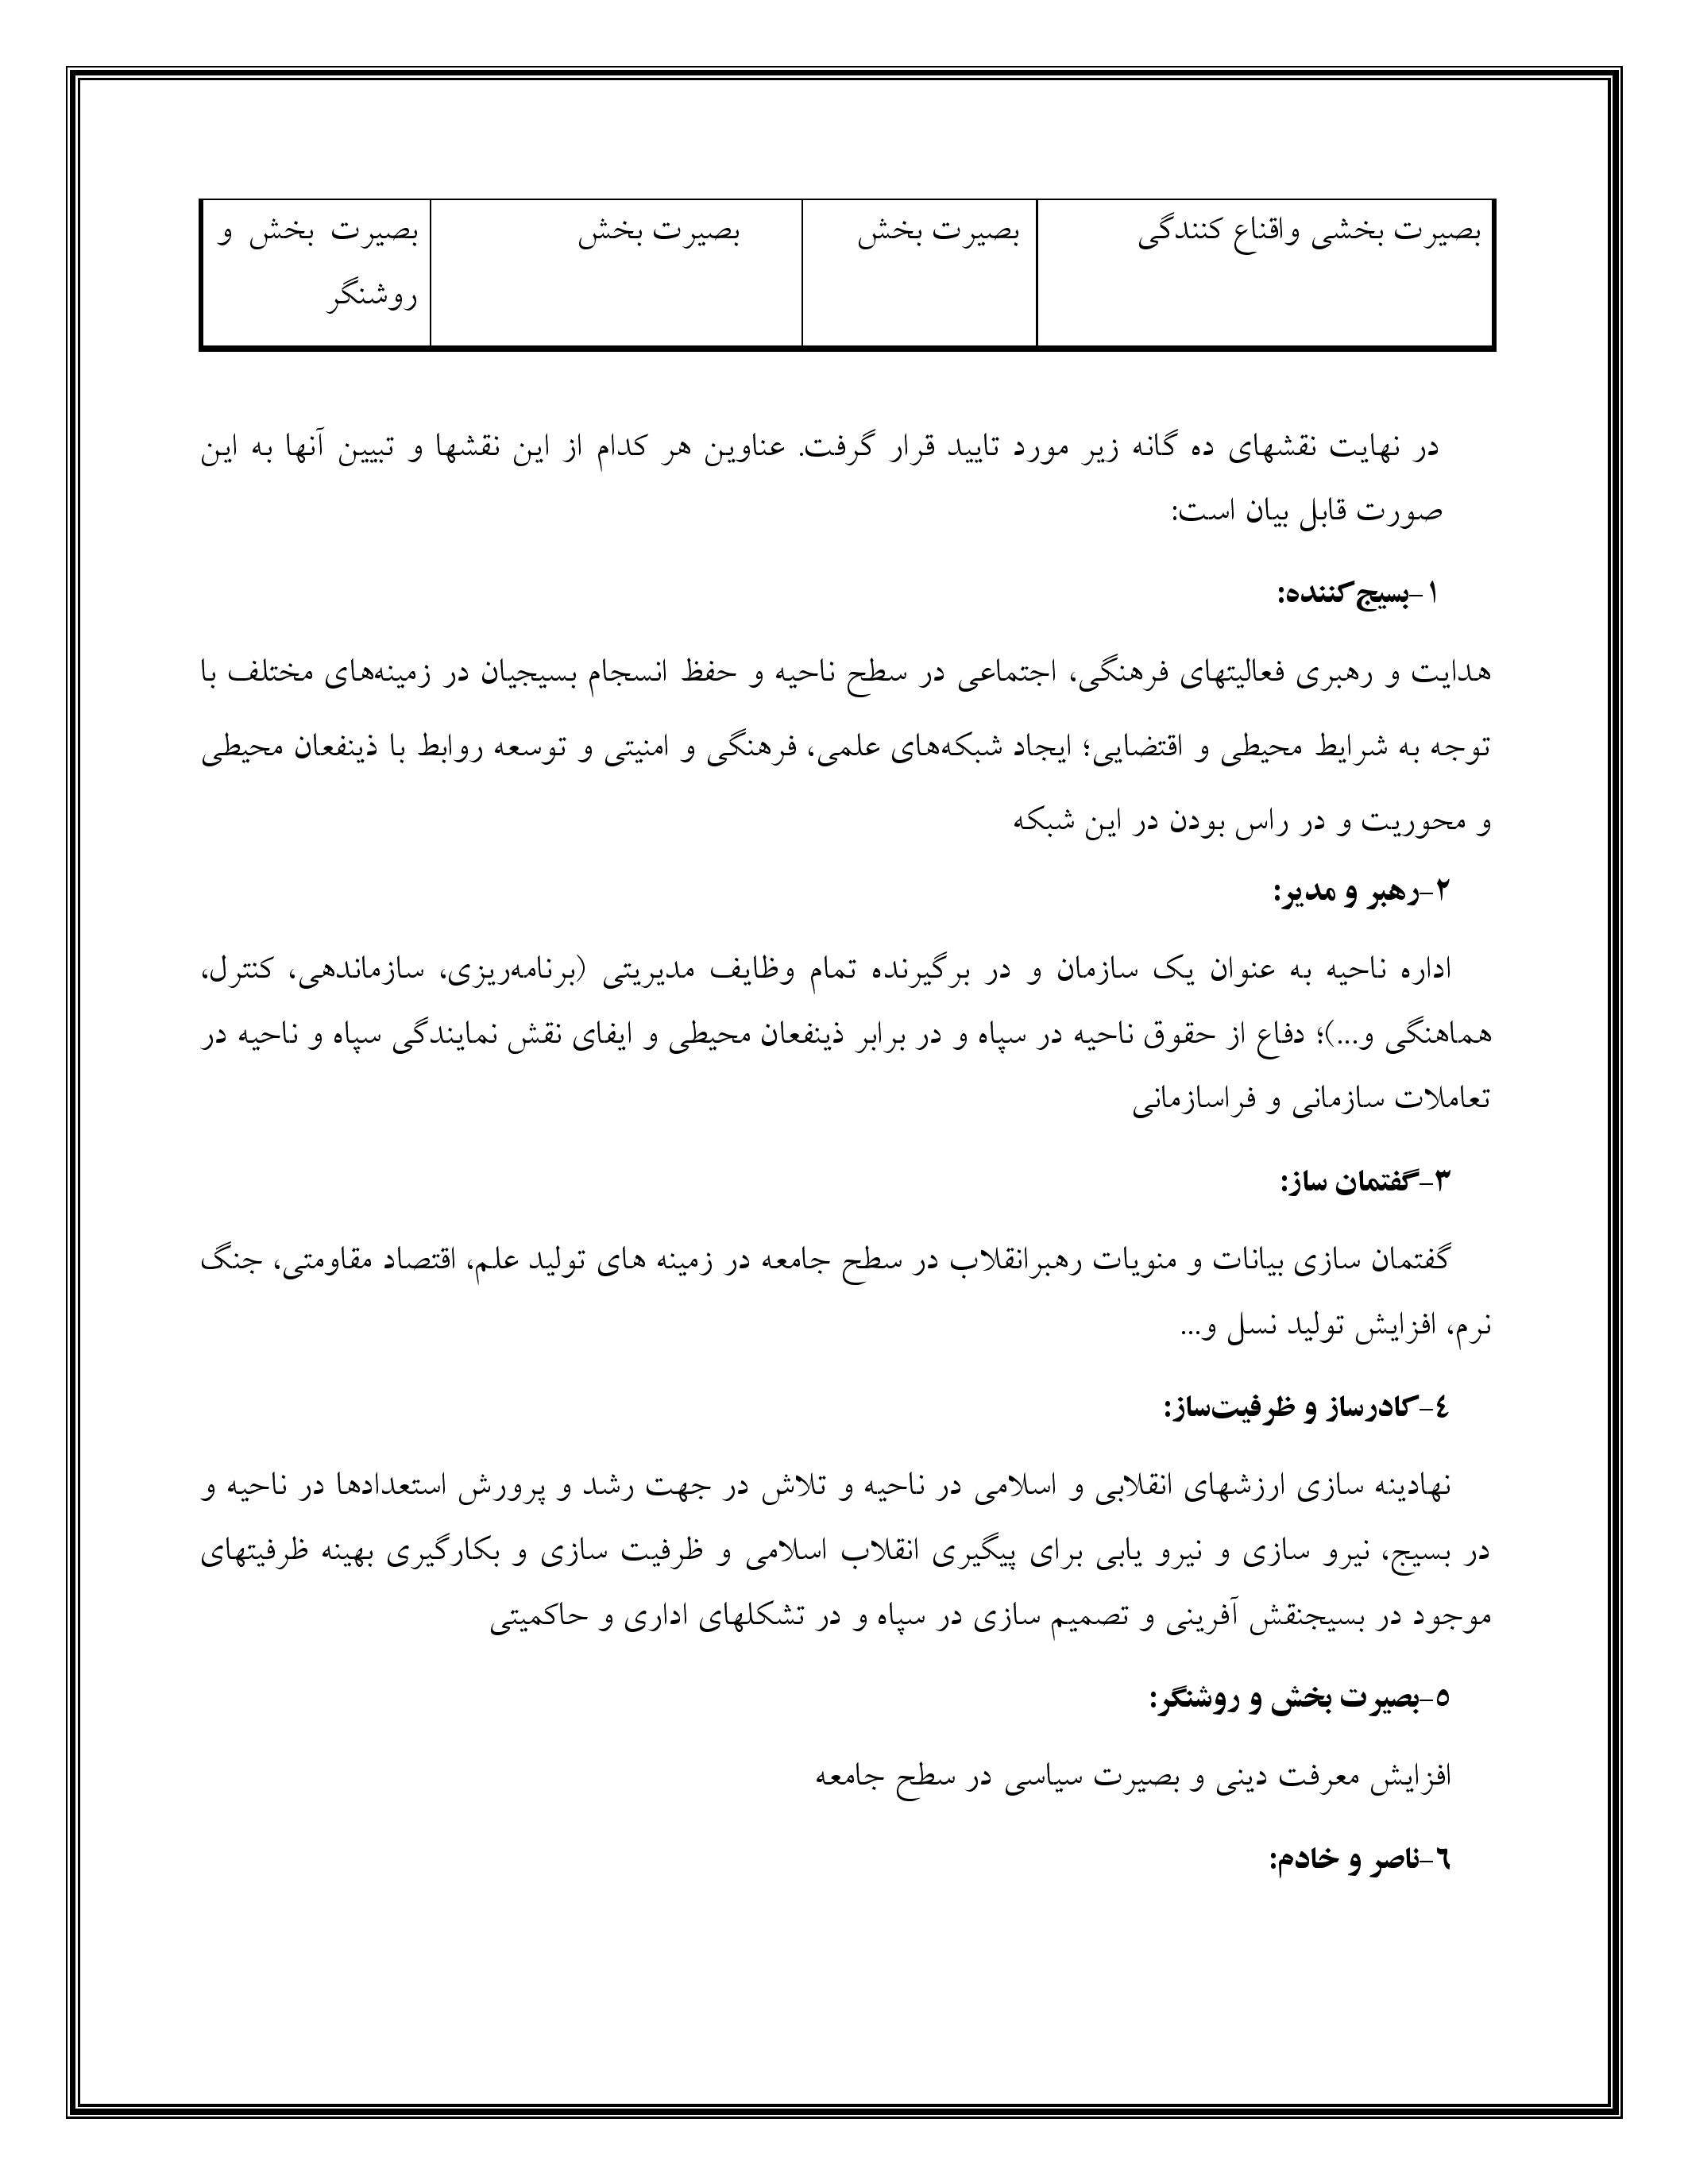 بصیرت بخشی واقناع کنندگی
بصیرت بخش
بصیرت بخش
بصیرت بخش و
روشنگر
در نهایت نقشهای ده گانه زیر مورد تایید قرار گرفت. عناوین هر کدام از این نقشها و تبیین آنها به این
صورت قابل بیان است:
١-بسیج‌کننده:
هدایت و رهبری فعالیتهای فرهنگی، اجتماعی در سطح ناحیه و حفظ انسجام بسیجیان در زمینه‌های مختلف با
توجه به شرایط محیطی و اقتضایی؛ ایجاد شبکه‌های علمی، فرهنگی و امنیتی و توسعه روابط با ذینفعان محیطی
و محوریت و در راس بودن در این شبکه
٢-رهبر و مدیر:
اداره ناحیه به عنوان یک سازمان و در برگیرنده تمام وظایف مدیریتی (برنامه‌ریزی، سازماندهی، کنترل،
هماهنگی و...)؛ دفاع از حقوق ناحیه در سپاه و در برابر ذینفعان محیطی و ایفای نقش نمایندگی سپاه و ناحیه در
تعاملات سازمانی و فراسازمانی
٣-گفتمان ساز:
گفتمان سازی بیانات و منویات رهبرانقلاب در سطح جامعه در زمینه های تولید علم، اقتصاد مقاومتی، جنگ
نرم، افزایش تولید نسل و...
٤-کادرساز و ظرفیت‌ساز:
نهادینه سازی ارزشهای انقلابی و اسلامی در ناحیه و تلاش در جهت رشد و پرورش استعدادها در ناحیه و
در بسیج، نیرو سازی و نیرو یابی برای پیگیری انقلاب اسلامی و ظرفیت سازی و بکارگیری بهینه ظرفیتهای
موجود در بسیجنقش آفرینی و تصمیم سازی در سپاه و در تشکلهای اداری و حاکمیتی
٥-بصیرت بخش و روشنگر:
افزایش معرفت دینی و بصیرت سیاسی در سطح جامعه
٦-ناصر و خادم: